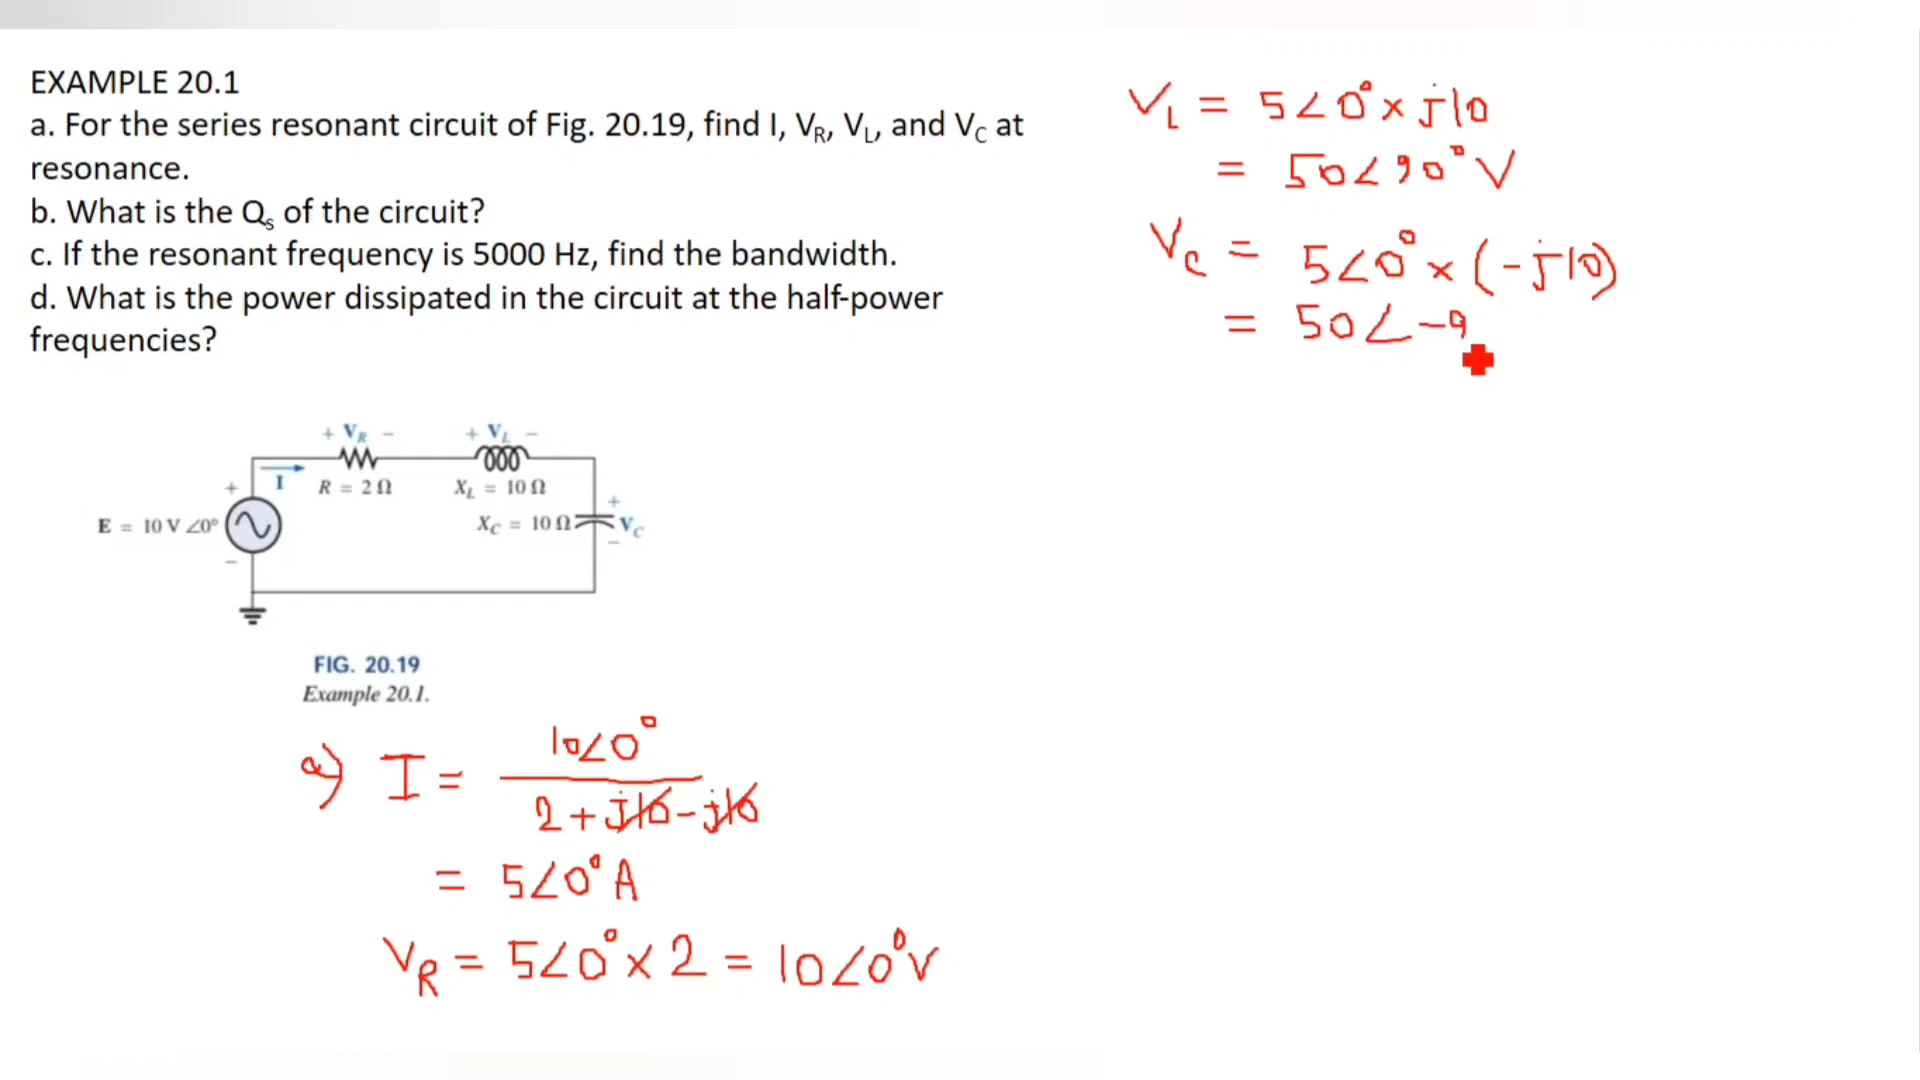 EXAMPLE 20.1
a. For the series resonant circuit of Fig. 20.19, find I, VR, VL, and VC at
resonance.
b. What is the Qs of the circuit?
c. If the resonant frequency is 5000 Hz, find the bandwidth.
d. What is the power dissipated in the circuit at the half-power
frequencies?
+ VR −
+ VL −
I
R = 2 Ω
XL = 10 Ω
+
E = 10 V ∠0°
−
XC = 10 Ω
+
VC
−
FIG. 20.19
Example 20.1.
a) I = 10∠0° / 2 + j10 - j10
= 5∠0° A
VR = 5∠0° × 2 = 10∠0° V
VL = 5∠0° × j10
= 50∠90° V
VC = 5∠0° × (-j10)
= 50∠-9